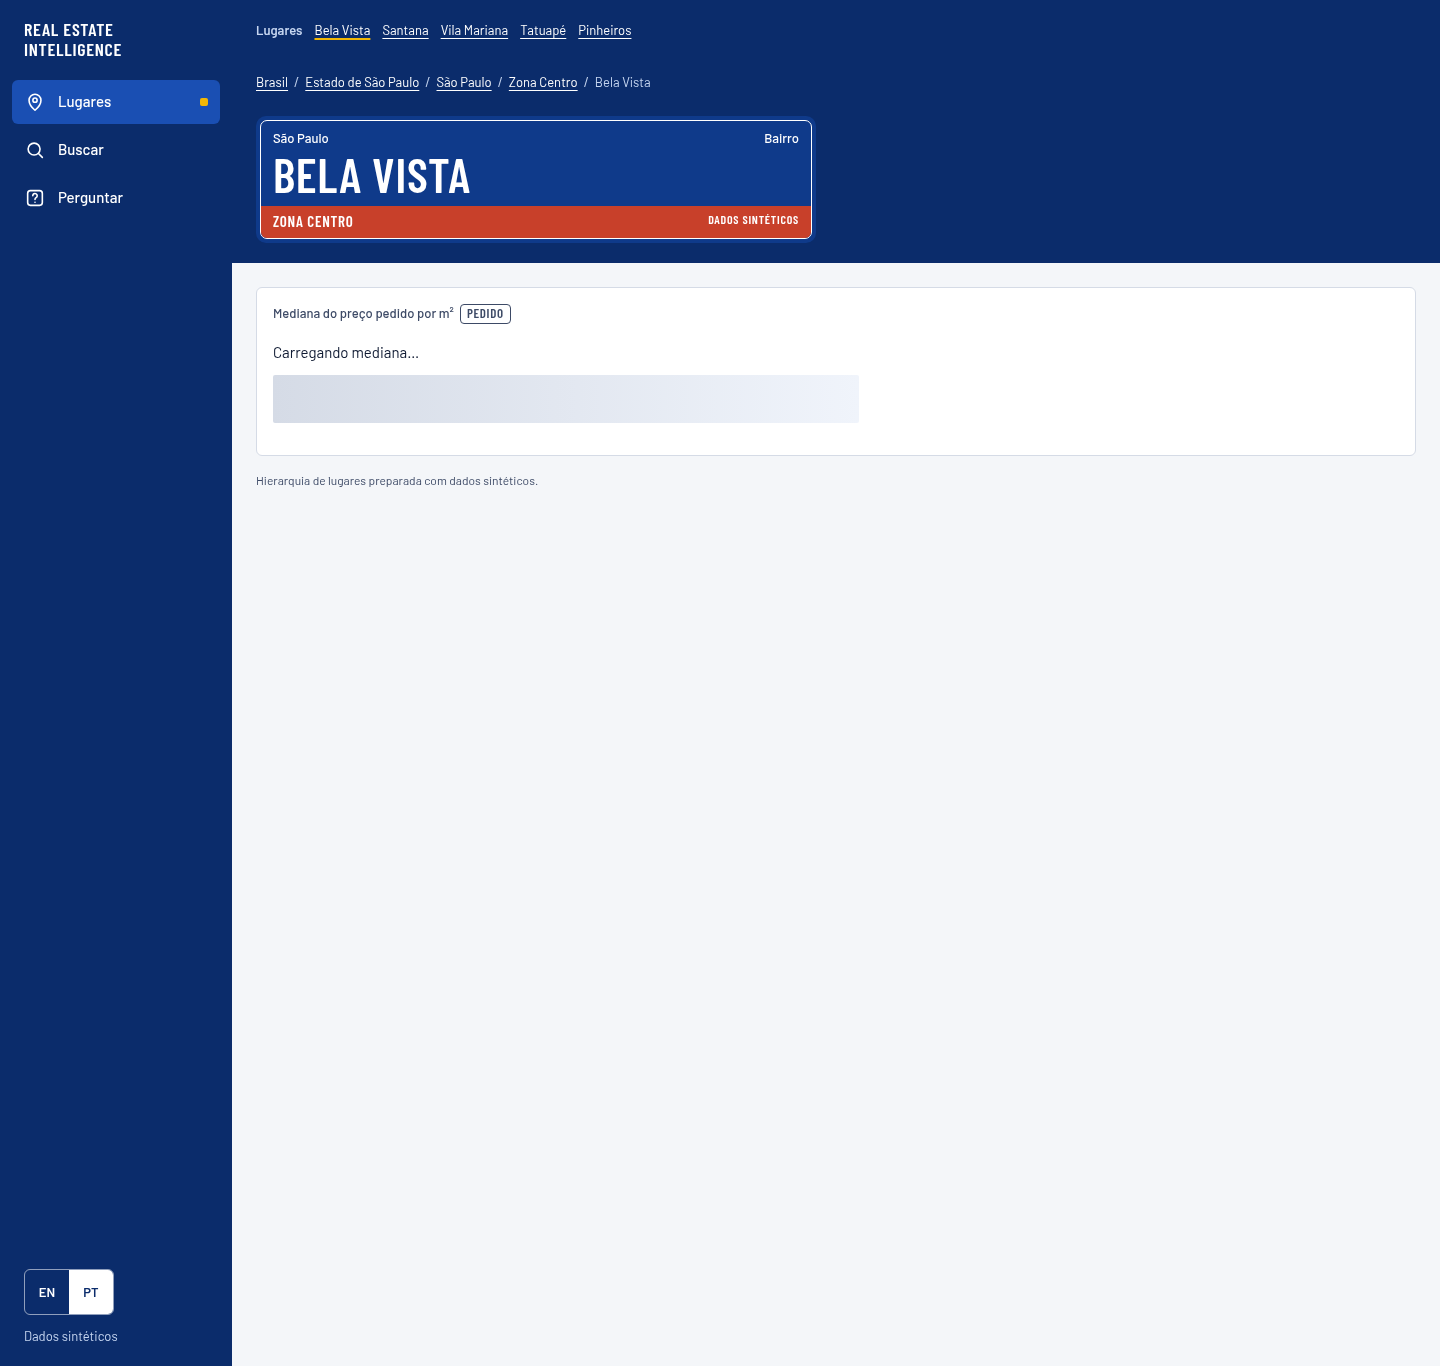 REAL ESTATE
INTELLIGENCE
Lugares
Buscar
Perguntar
EN PT
Dados sintéticos
Lugares Bela Vista Santana Vila Mariana Tatuapé Pinheiros
Brasil / Estado de São Paulo / São Paulo / Zona Centro / Bela Vista
São Paulo Bairro
BELA VISTA
ZONA CENTRO DADOS SINTÉTICOS
Mediana do preço pedido por m² PEDIDO
Carregando mediana...
Hierarquia de lugares preparada com dados sintéticos.